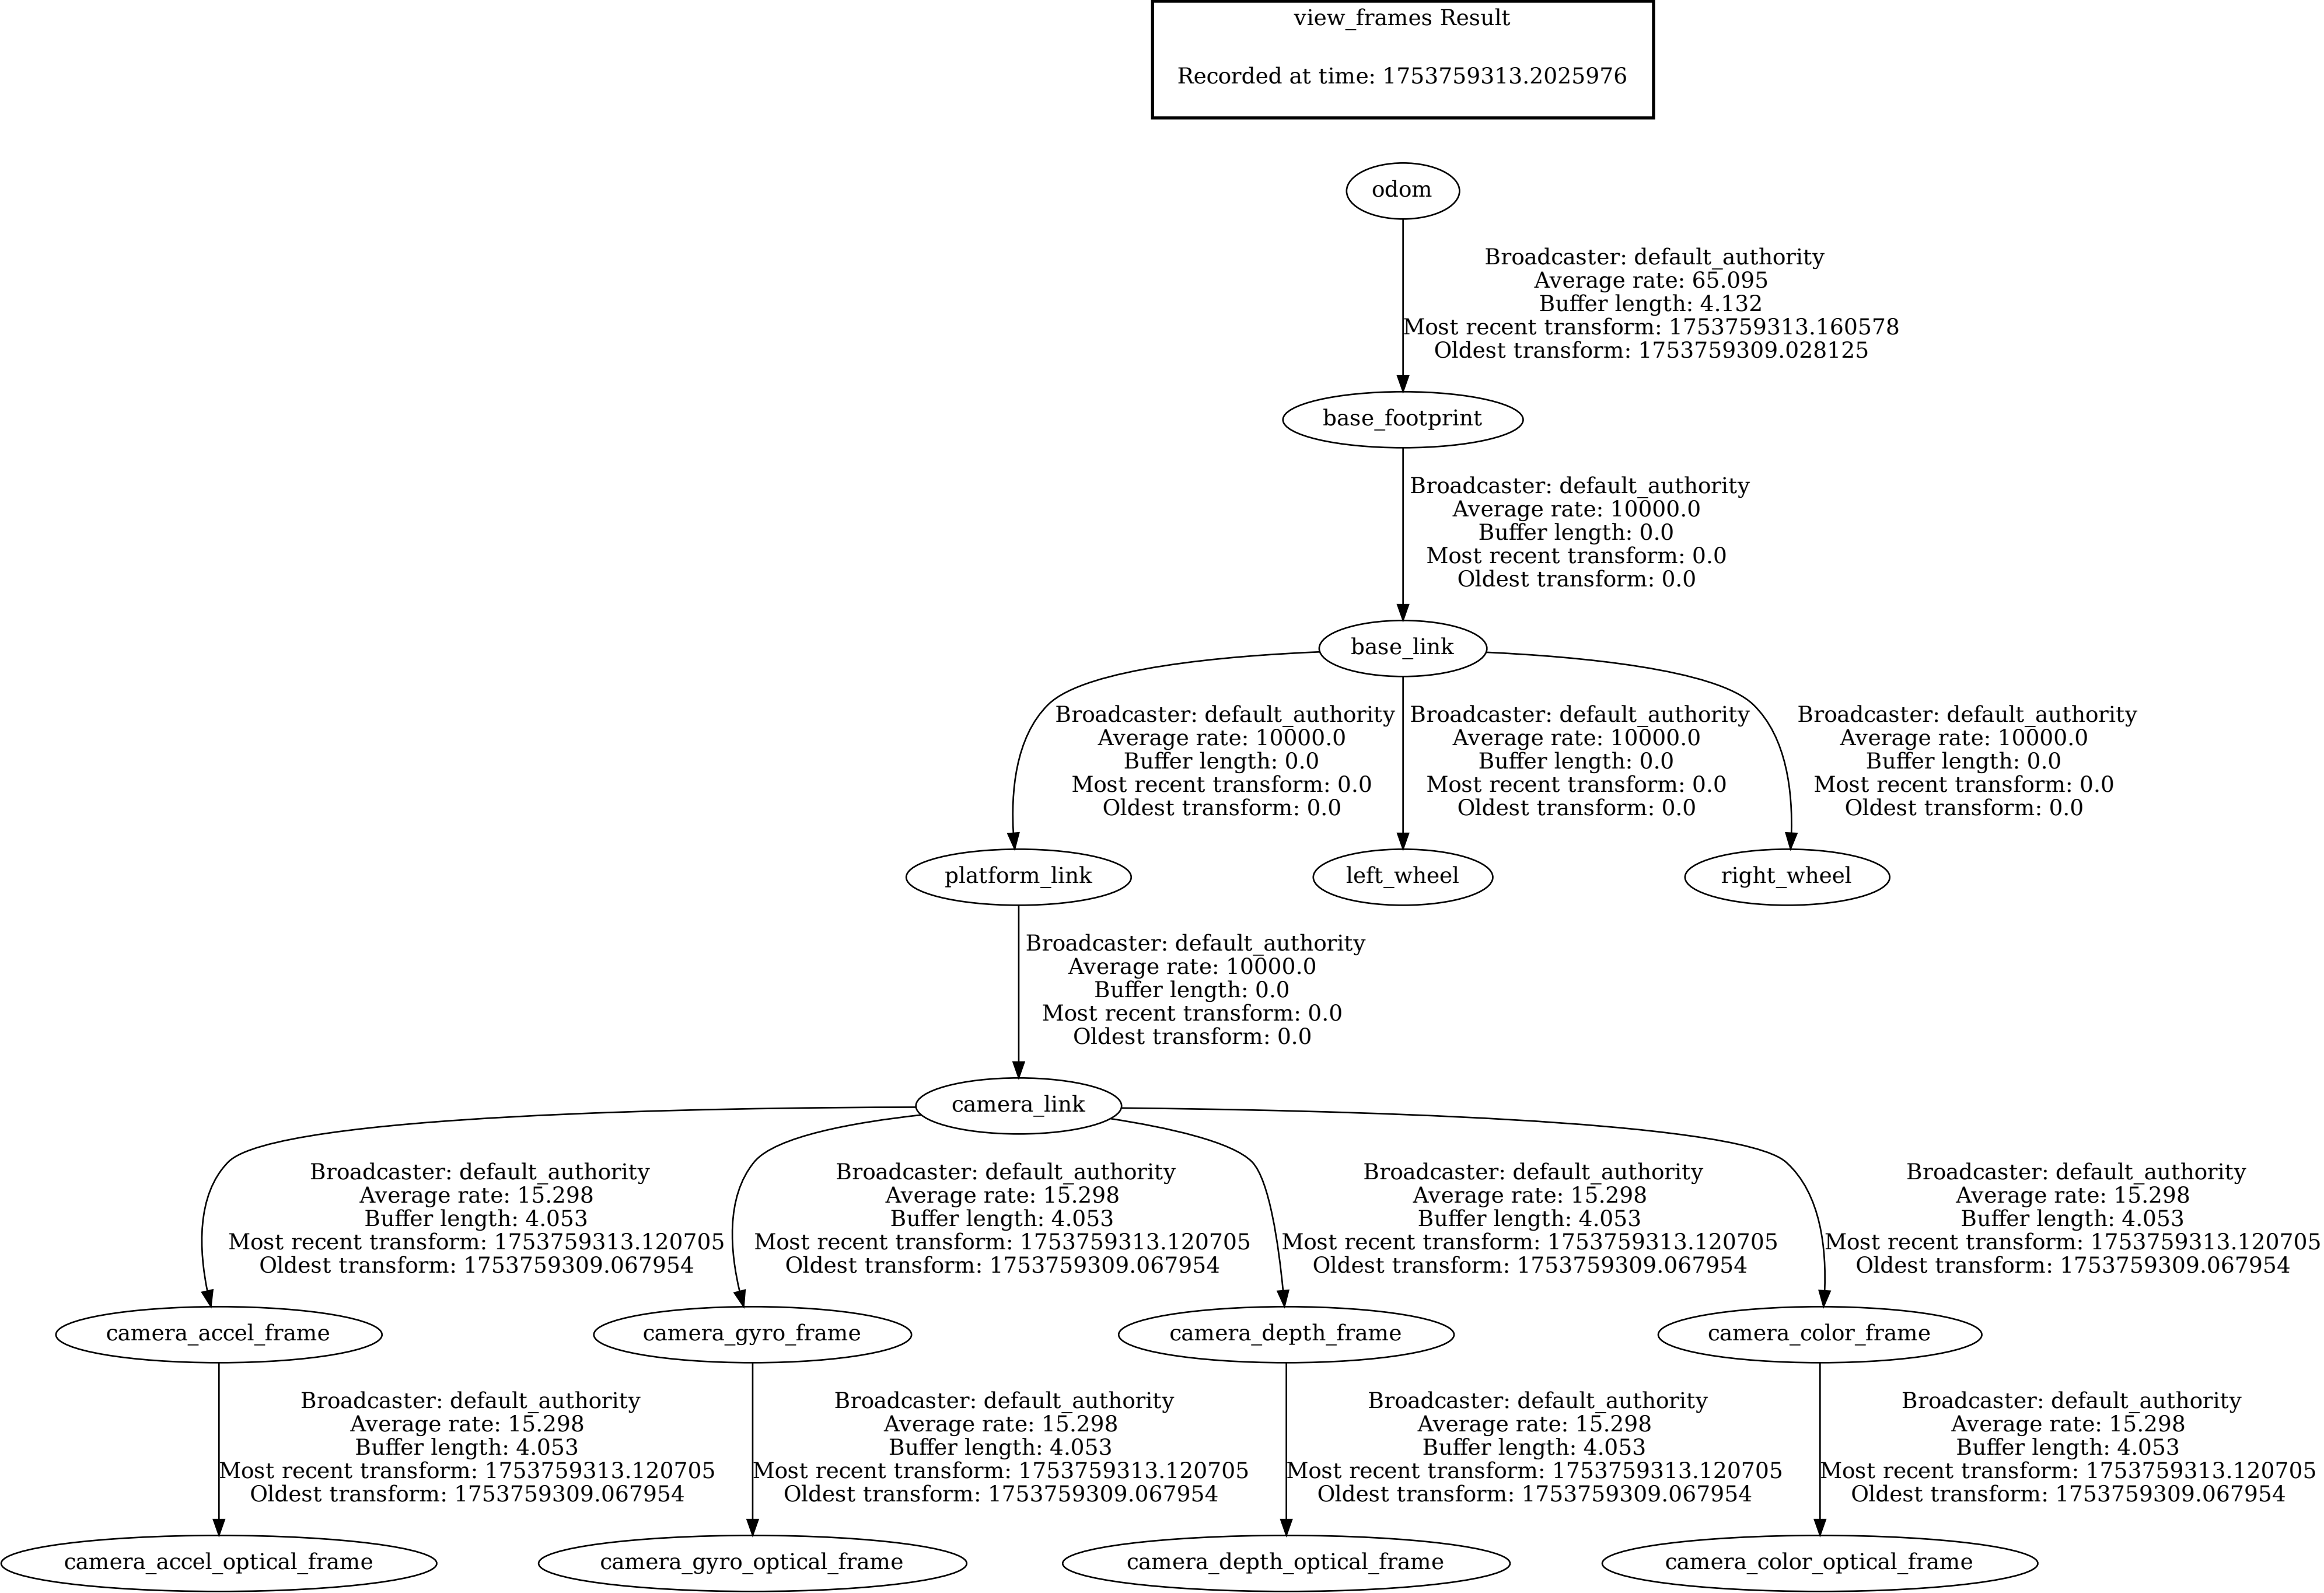 view_frames Result
Recorded at time: 1753759313.2025976
odom
Broadcaster: default_authority
Average rate: 65.095
Buffer length: 4.132
Most recent transform: 1753759313.160578
Oldest transform: 1753759309.028125
base_footprint
Broadcaster: default_authority
Average rate: 10000.0
Buffer length: 0.0
Most recent transform: 0.0
Oldest transform: 0.0
base_link
Broadcaster: default_authority
Average rate: 10000.0
Buffer length: 0.0
Most recent transform: 0.0
Oldest transform: 0.0
Broadcaster: default_authority
Average rate: 10000.0
Buffer length: 0.0
Most recent transform: 0.0
Oldest transform: 0.0
Broadcaster: default_authority
Average rate: 10000.0
Buffer length: 0.0
Most recent transform: 0.0
Oldest transform: 0.0
platform_link
left_wheel
right_wheel
Broadcaster: default_authority
Average rate: 10000.0
Buffer length: 0.0
Most recent transform: 0.0
Oldest transform: 0.0
camera_link
Broadcaster: default_authority
Average rate: 15.298
Buffer length: 4.053
Most recent transform: 1753759313.120705
Oldest transform: 1753759309.067954
Broadcaster: default_authority
Average rate: 15.298
Buffer length: 4.053
Most recent transform: 1753759313.120705
Oldest transform: 1753759309.067954
Broadcaster: default_authority
Average rate: 15.298
Buffer length: 4.053
Most recent transform: 1753759313.120705
Oldest transform: 1753759309.067954
Broadcaster: default_authority
Average rate: 15.298
Buffer length: 4.053
Most recent transform: 1753759313.120705
Oldest transform: 1753759309.067954
camera_accel_frame
camera_gyro_frame
camera_depth_frame
camera_color_frame
Broadcaster: default_authority
Average rate: 15.298
Buffer length: 4.053
Most recent transform: 1753759313.120705
Oldest transform: 1753759309.067954
Broadcaster: default_authority
Average rate: 15.298
Buffer length: 4.053
Most recent transform: 1753759313.120705
Oldest transform: 1753759309.067954
Broadcaster: default_authority
Average rate: 15.298
Buffer length: 4.053
Most recent transform: 1753759313.120705
Oldest transform: 1753759309.067954
Broadcaster: default_authority
Average rate: 15.298
Buffer length: 4.053
Most recent transform: 1753759313.120705
Oldest transform: 1753759309.067954
camera_accel_optical_frame
camera_gyro_optical_frame
camera_depth_optical_frame
camera_color_optical_frame